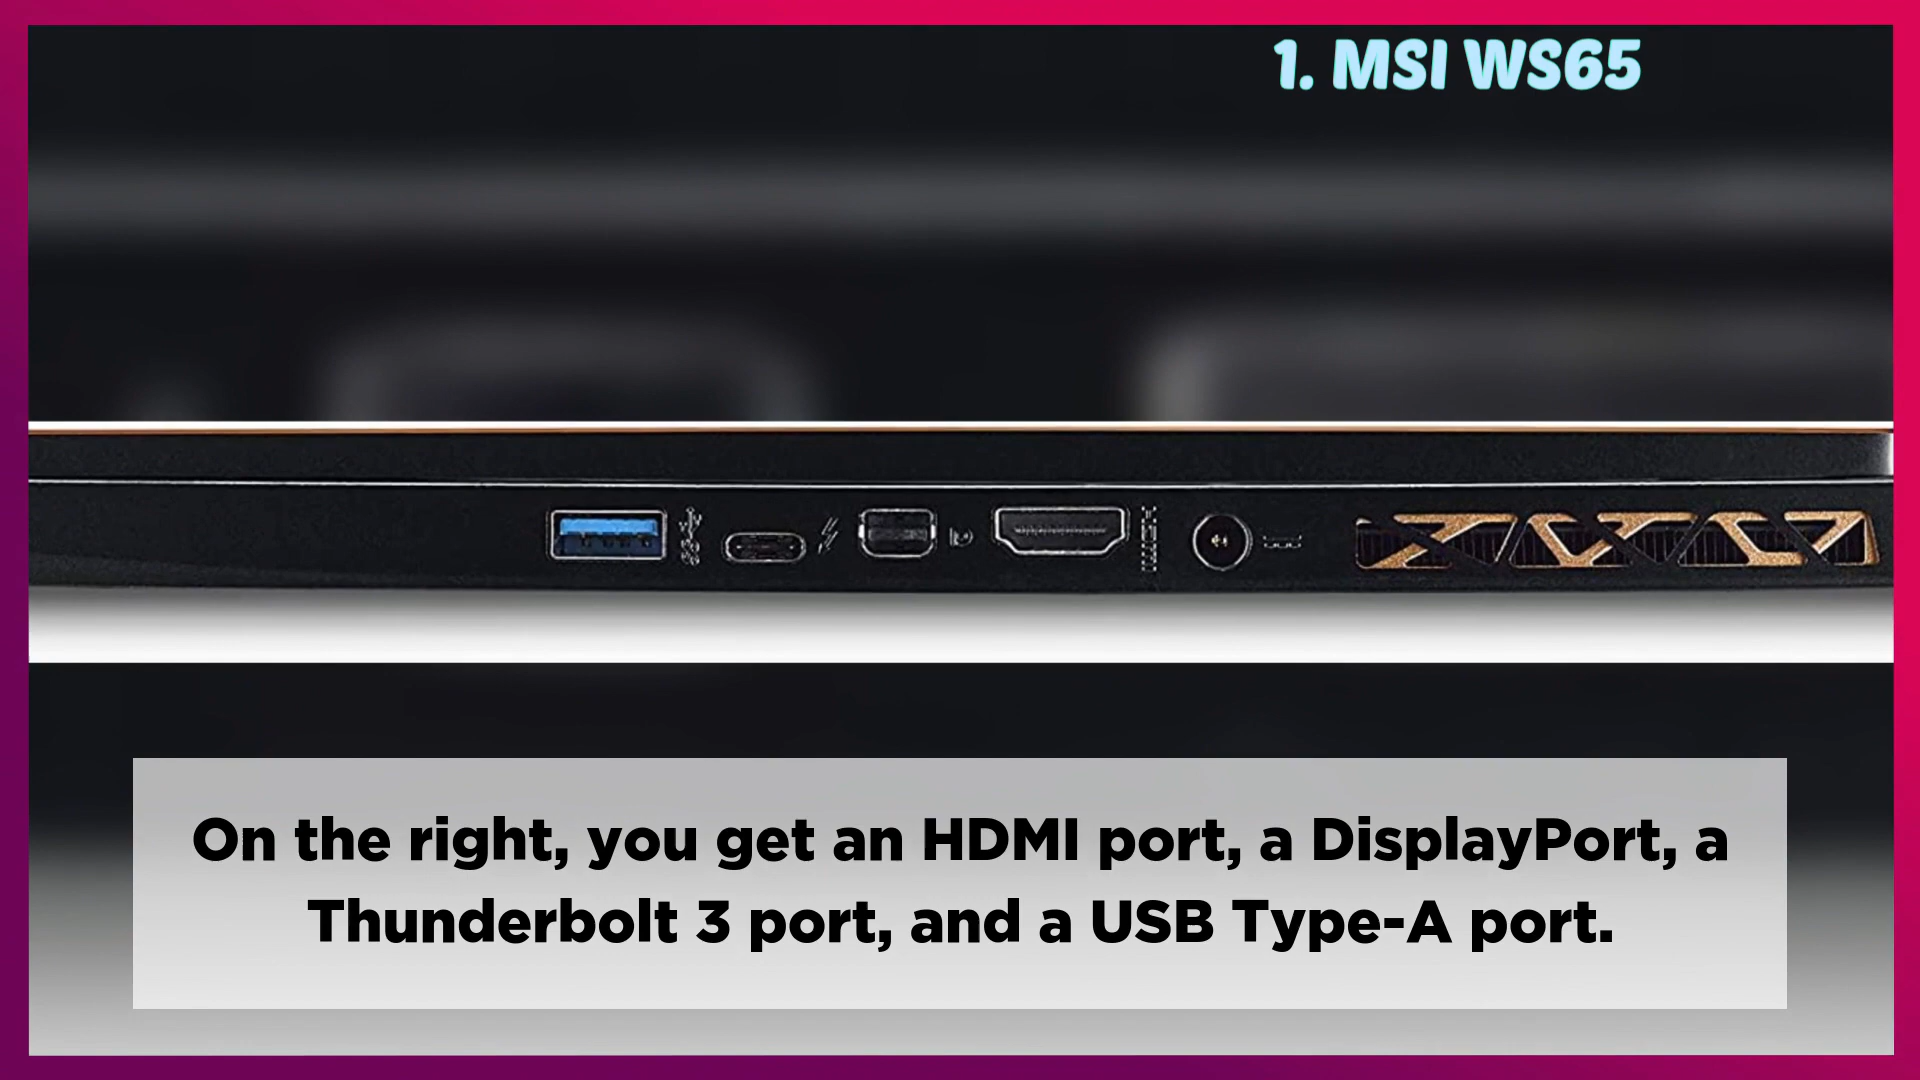 1. MSI WS65
HDMI
On the right, you get an HDMI port, a DisplayPort, a
Thunderbolt 3 port, and a USB Type-A port.